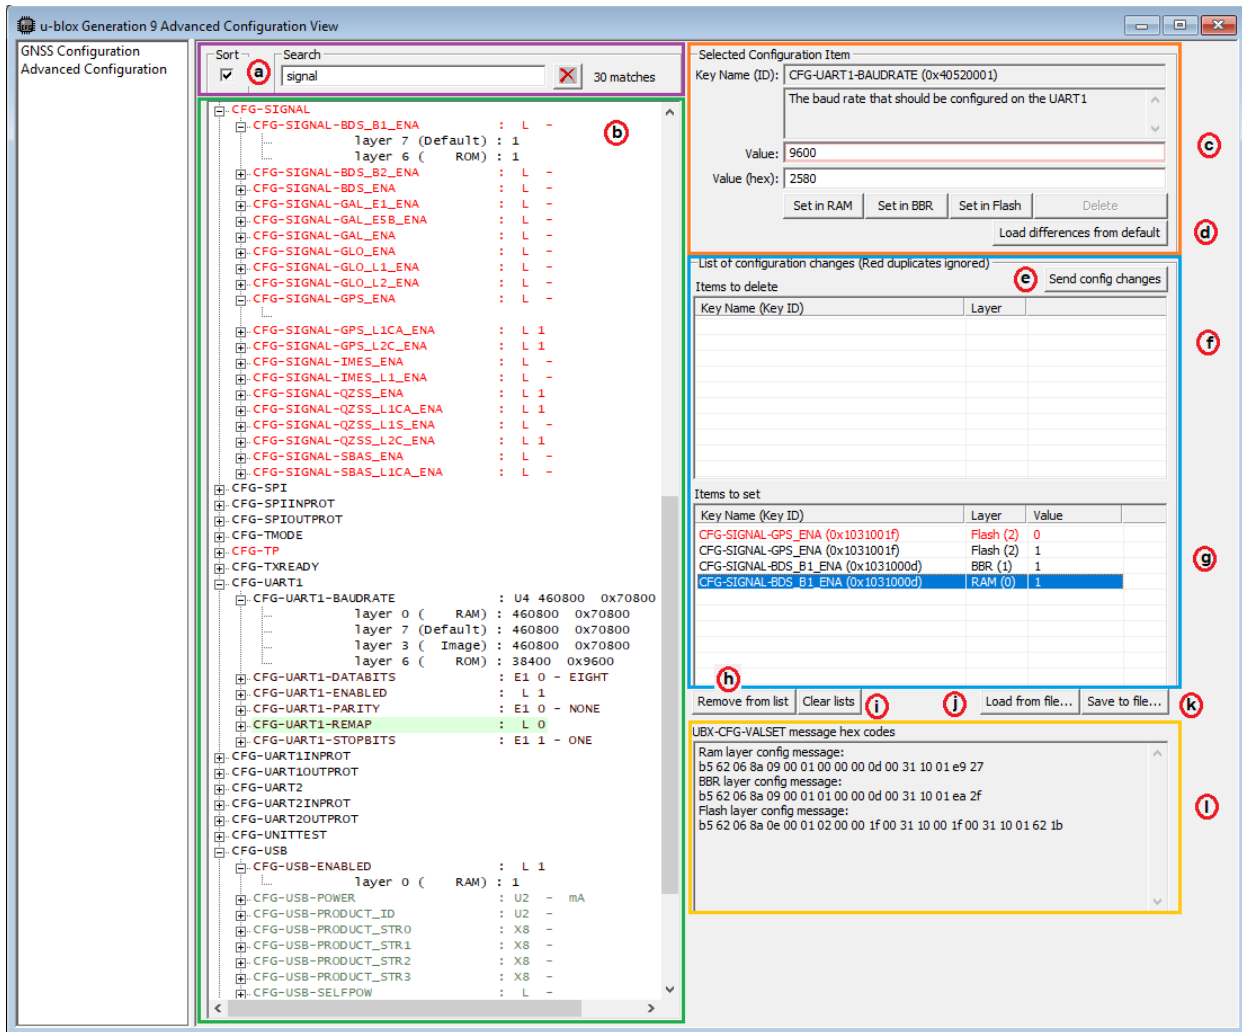 u-blox Generation 9 Advanced Configuration View
GNSS Configuration
Advanced Configuration
Sort
a
Search
signal
30 matches
b
CFG-SIGNAL
CFG-SIGNAL-BDS_B1_ENA : L -
layer 7 (Default) : 1
layer 6 ( ROM) : 1
CFG-SIGNAL-BDS_B2_ENA : L -
CFG-SIGNAL-BDS_ENA : L -
CFG-SIGNAL-GAL_E1_ENA : L -
CFG-SIGNAL-GAL_E5B_ENA : L -
CFG-SIGNAL-GAL_ENA : L -
CFG-SIGNAL-GLO_ENA : L -
CFG-SIGNAL-GLO_L1_ENA : L -
CFG-SIGNAL-GLO_L2_ENA : L -
CFG-SIGNAL-GPS_ENA : L -
CFG-SIGNAL-GPS_L1CA_ENA : L 1
CFG-SIGNAL-GPS_L2C_ENA : L 1
CFG-SIGNAL-IMES_ENA : L -
CFG-SIGNAL-IMES_L1_ENA : L -
CFG-SIGNAL-QZSS_ENA : L 1
CFG-SIGNAL-QZSS_L1CA_ENA : L 1
CFG-SIGNAL-QZSS_L1S_ENA : L -
CFG-SIGNAL-QZSS_L2C_ENA : L 1
CFG-SIGNAL-SBAS_ENA : L -
CFG-SIGNAL-SBAS_L1CA_ENA : L -
CFG-SPI
CFG-SPIINPROT
CFG-SPIOUTPROT
CFG-TMODE
CFG-TP
CFG-TXREADY
CFG-UART1
CFG-UART1-BAUDRATE : U4 460800 0x70800
layer 0 ( RAM) : 460800 0x70800
layer 7 (Default) : 460800 0x70800
layer 3 ( Image) : 460800 0x70800
layer 6 ( ROM) : 38400 0x9600
CFG-UART1-DATABITS : E1 0 - EIGHT
CFG-UART1-ENABLED : L 1
CFG-UART1-PARITY : E1 0 - NONE
CFG-UART1-REMAP : L 0
CFG-UART1-STOPBITS : E1 1 - ONE
CFG-UART1INPROT
CFG-UART1OUTPROT
CFG-UART2
CFG-UART2INPROT
CFG-UART2OUTPROT
CFG-UNITTEST
CFG-USB
CFG-USB-ENABLED : L 1
layer 0 ( RAM) : 1
CFG-USB-POWER : U2 - mA
CFG-USB-PRODUCT_ID : U2 -
CFG-USB-PRODUCT_STR0 : X8 -
CFG-USB-PRODUCT_STR1 : X8 -
CFG-USB-PRODUCT_STR2 : X8 -
CFG-USB-PRODUCT_STR3 : X8 -
CFG-USB-SELFPOW : L -
Selected Configuration Item
Key Name (ID): CFG-UART1-BAUDRATE (0x40520001)
The baud rate that should be configured on the UART1
c
Value: 9600
Value (hex): 2580
Set in RAM Set in BBR Set in Flash Delete
Load differences from default
d
List of configuration changes (Red duplicates ignored)
e
Send config changes
Items to delete
Key Name (Key ID) Layer
f
Items to set
Key Name (Key ID) Layer Value
CFG-SIGNAL-GPS_ENA (0x1031001f) Flash (2) 0
CFG-SIGNAL-GPS_ENA (0x1031001f) Flash (2) 1
g
CFG-SIGNAL-BDS_B1_ENA (0x1031000d) BBR (1) 1
CFG-SIGNAL-BDS_B1_ENA (0x1031000d) RAM (0) 1
h
Remove from list Clear lists i j Load from file... Save to file... k
UBX-CFG-VALSET message hex codes
Ram layer config message:
b5 62 06 8a 09 00 01 00 00 00 0d 00 31 10 01 e9 27
BBR layer config message:
b5 62 06 8a 09 00 01 01 00 00 0d 00 31 10 01 ea 2f
Flash layer config message:
b5 62 06 8a 0e 00 01 02 00 00 1f 00 31 10 00 1f 00 31 10 01 62 1b
l